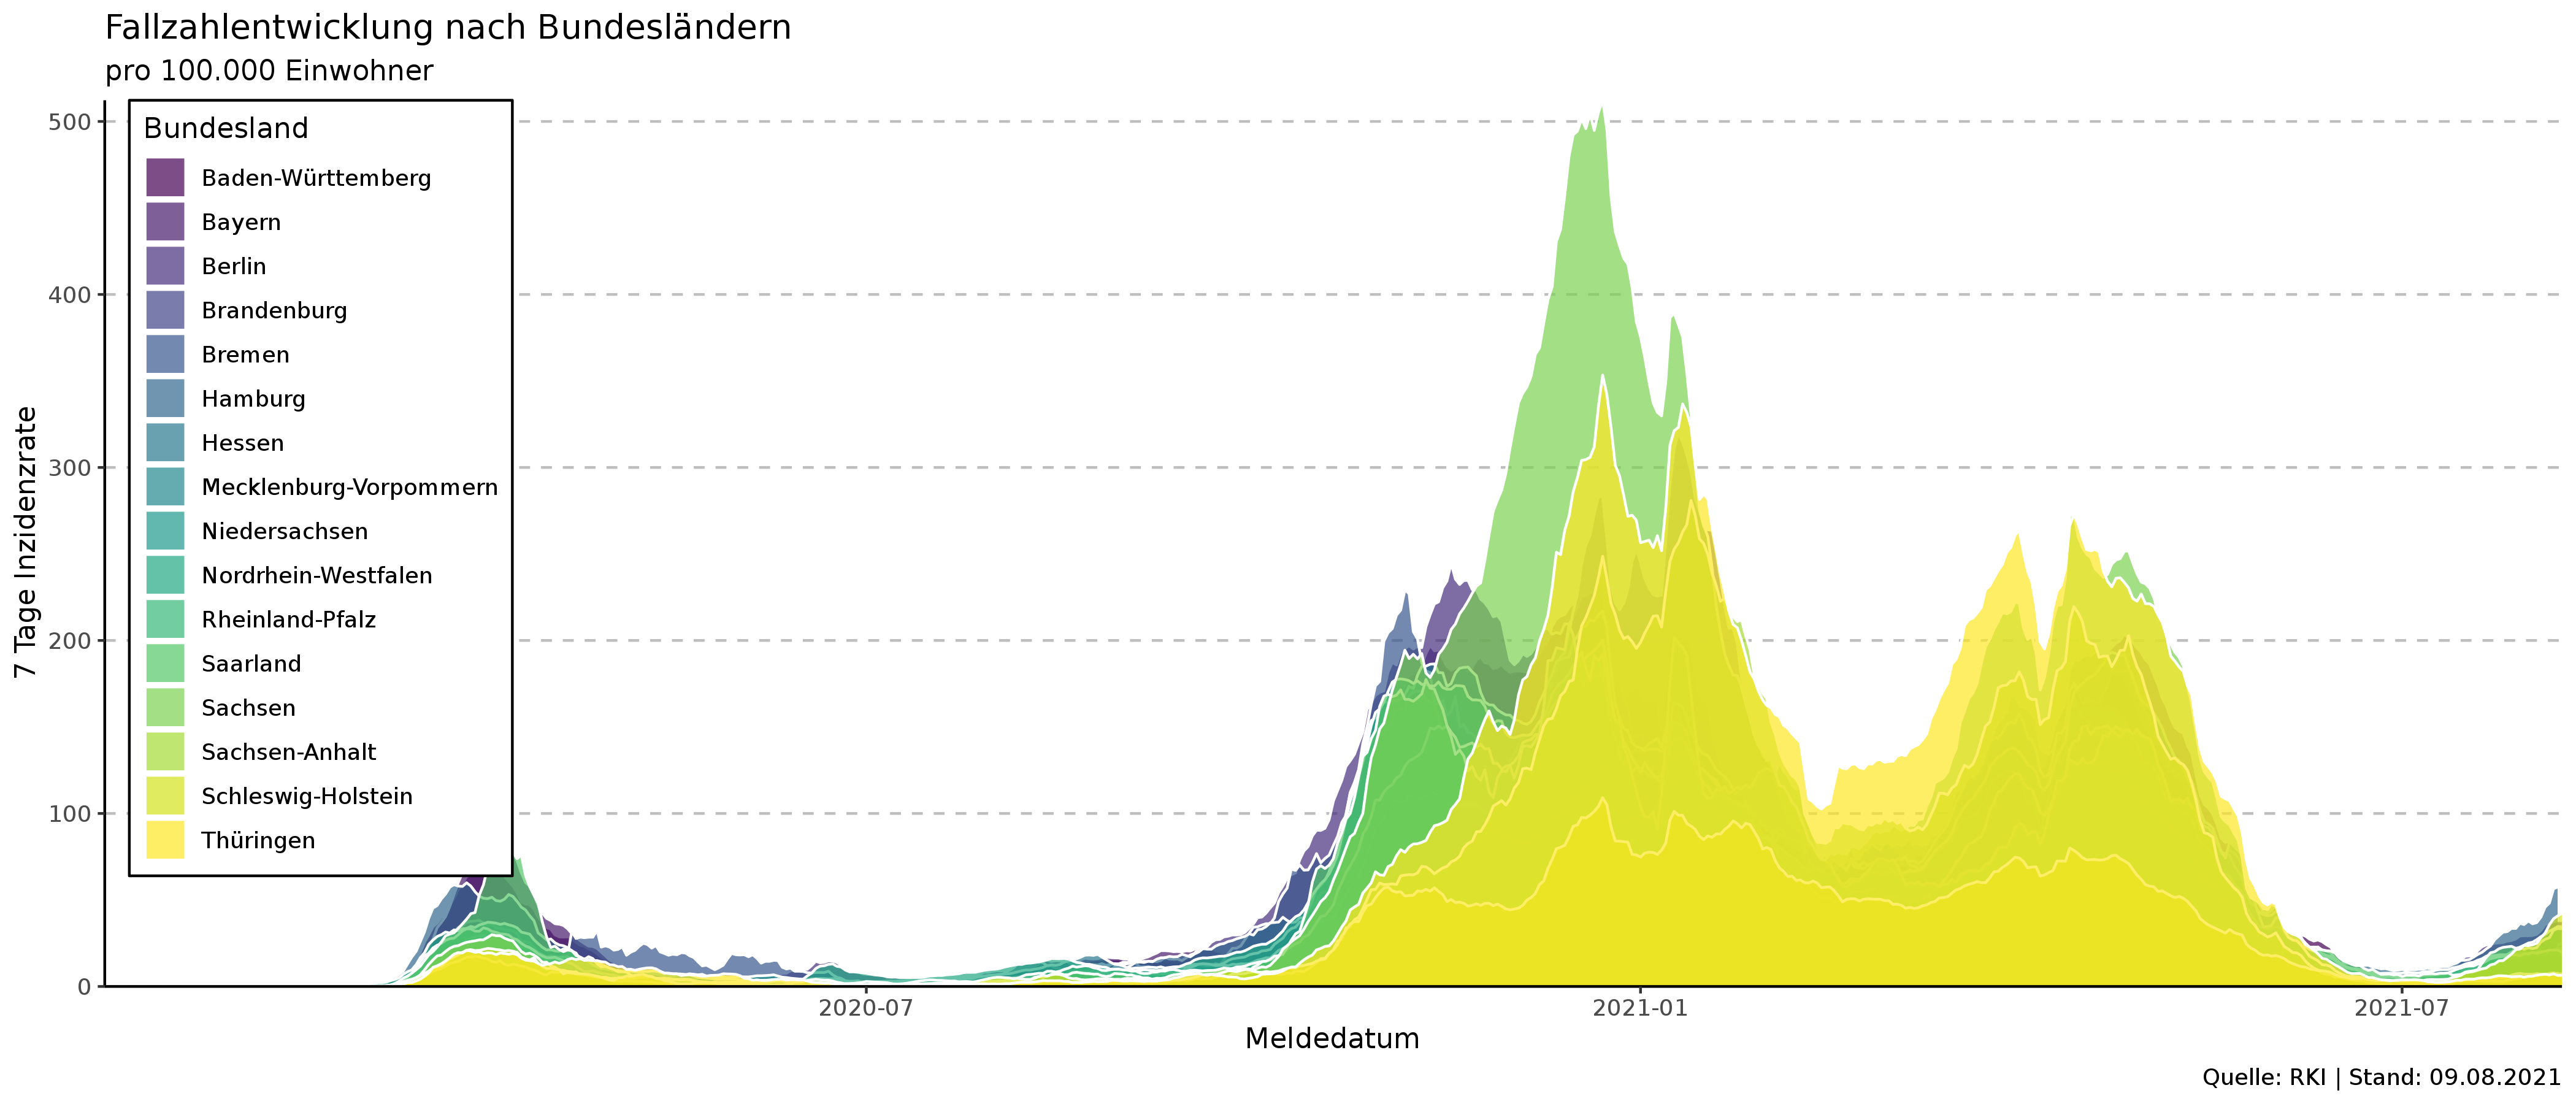 Fallzahlentwicklung nach Bundesländern
pro 100.000 Einwohner
7 Tage Inzidenzrate
500
400
300
200
100
0
Bundesland
Baden-Württemberg
Bayern
Berlin
Brandenburg
Bremen
Hamburg
Hessen
Mecklenburg-Vorpommern
Niedersachsen
Nordrhein-Westfalen
Rheinland-Pfalz
Saarland
Sachsen
Sachsen-Anhalt
Schleswig-Holstein
Thüringen
2020-07
2021-01
2021-07
Meldedatum
Quelle: RKI | Stand: 09.08.2021